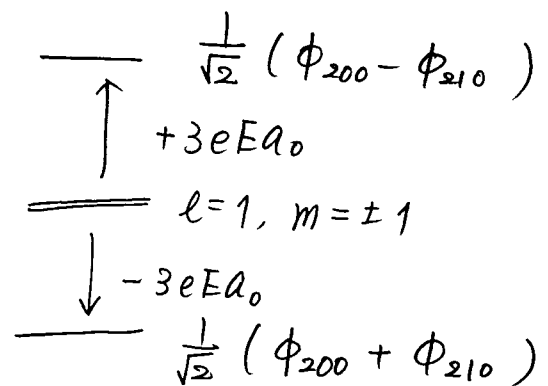 1/√2 (ϕ₂₀₀ − ϕ₂₁₀)
+3eEa₀
ℓ=1, m=±1
−3eEa₀
1/√2 (ϕ₂₀₀ + ϕ₂₁₀)